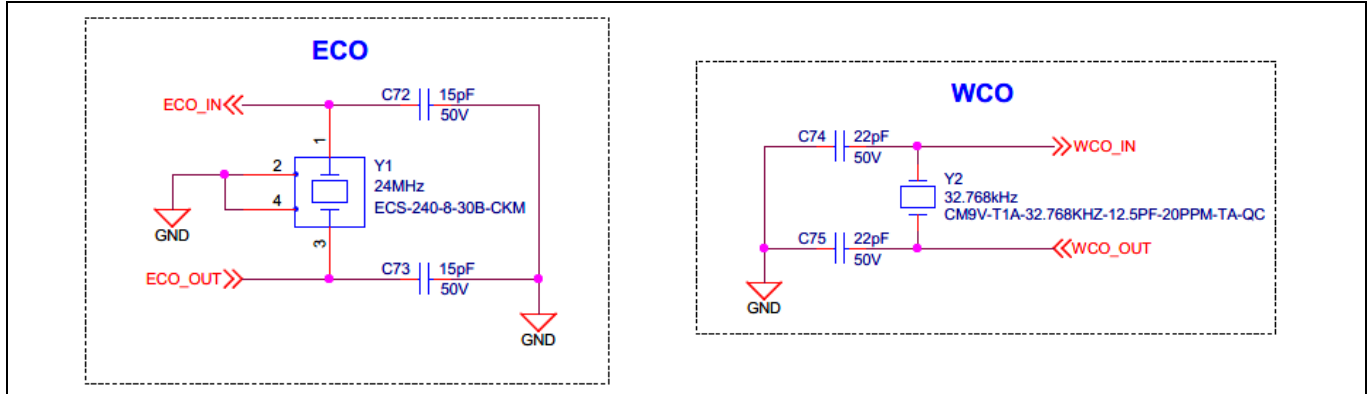 ECO
ECO_IN
C72
15pF
50V
1
2
4
Y1
24MHz
ECS-240-8-30B-CKM
GND
3
ECO_OUT
C73
15pF
50V
GND
WCO
C74
22pF
50V
WCO_IN
Y2
32.768kHz
CM9V-T1A-32.768KHZ-12.5PF-20PPM-TA-QC
C75
22pF
50V
WCO_OUT
GND